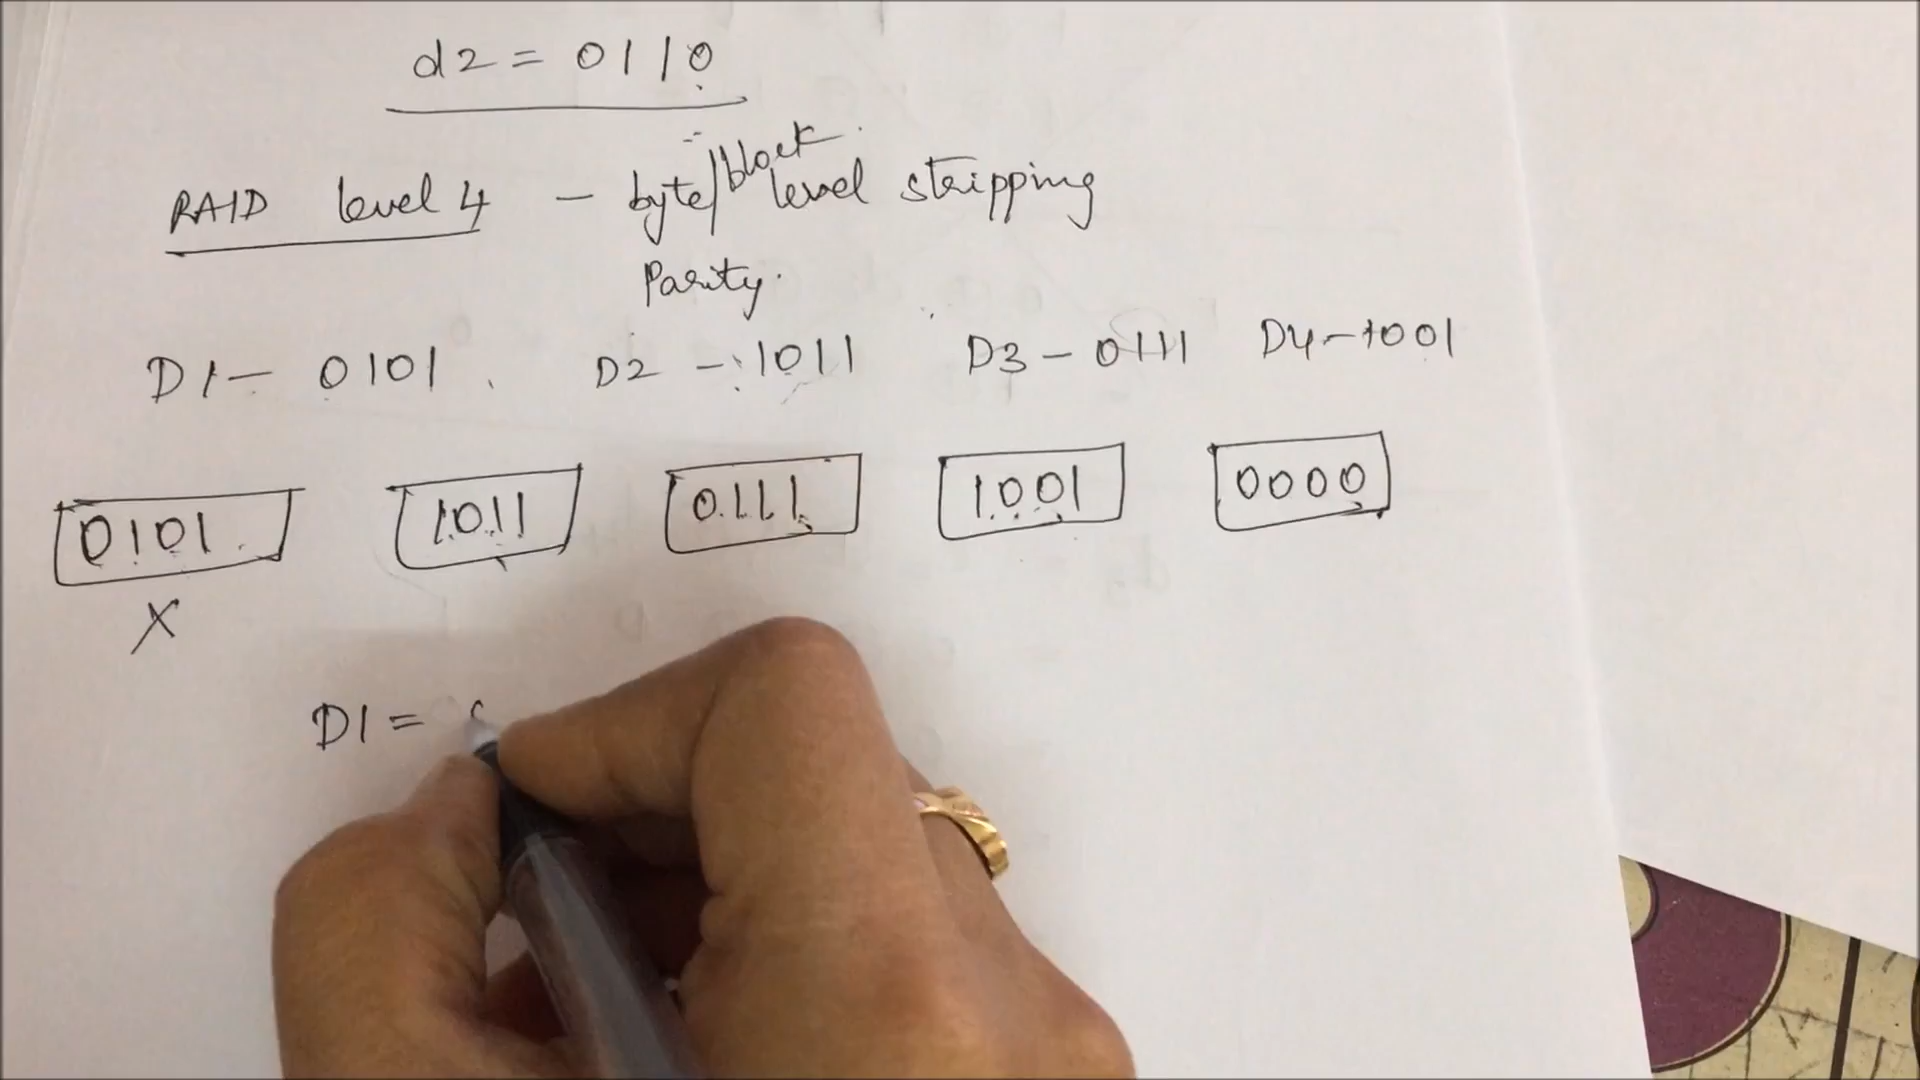 d2 = 0110
RAID level 4 - byte/block level stripping
Parity.
D1 - 0101 D2 - 1011 D3 - 0111 D4 - 1001
0101 1011 0111 1001 0000
X
D1 =